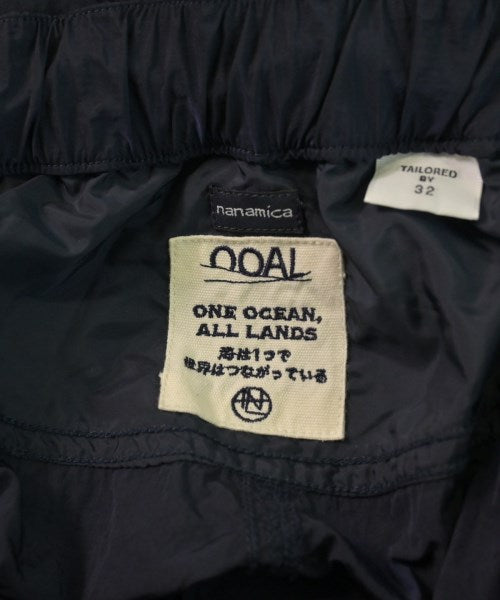 TAILORED
BY
32
nanamica
OOAL
ONE OCEAN,
ALL LANDS
海は1つで
世界はつながっている